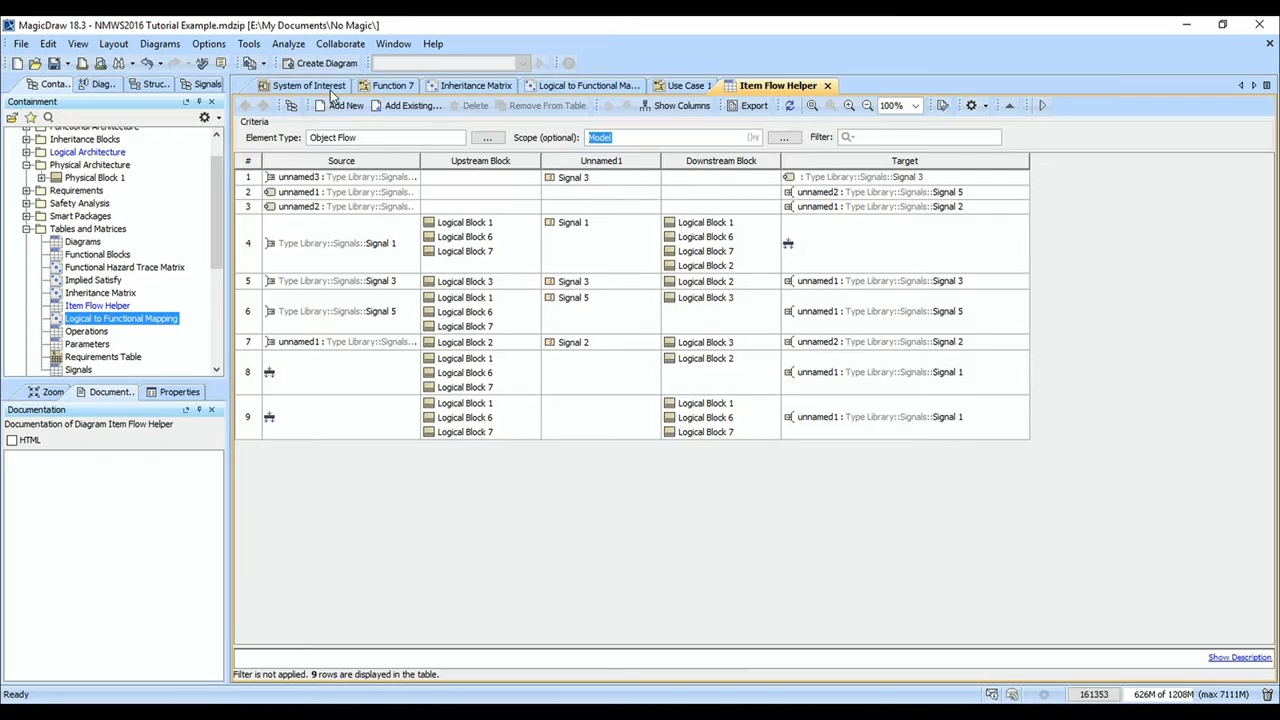 MagicDraw 18.3 - NMWS2016 Tutorial Example.mdzip [E:\My Documents\No Magic\]
File Edit View Layout Diagrams Options Tools Analyze Collaborate Window Help
Create Diagram
Conta... Diag... Struc... Signals
System of Interest Function 7 Inheritance Matrix Logical to Functional Ma... Use Case 1 Item Flow Helper
Containment
Add New Add Existing... Delete Remove From Table Show Columns Export 100%
Criteria
Element Type: Object Flow ... Scope (optional): Model ... Filter:
Functional Architecture
Inheritance Blocks
Logical Architecture
Physical Architecture
Physical Block 1
Requirements
Safety Analysis
Smart Packages
Tables and Matrices
Diagrams
Functional Blocks
Functional Hazard Trace Matrix
Implied Satisfy
Inheritance Matrix
Item Flow Helper
Logical to Functional Mapping
Operations
Parameters
Requirements Table
Signals
# Source Upstream Block Unnamed1 Downstream Block Target
1 unnamed3 : Type Library::Signals... Signal 3 : Type Library::Signals::Signal 3
2 unnamed1 : Type Library::Signals.. unnamed2 : Type Library::Signals::Signal 5
3 unnamed2 : Type Library::Signals.. unnamed1 : Type Library::Signals::Signal 2
Logical Block 1 Signal 1 Logical Block 1
Logical Block 6 Logical Block 6
4 Type Library::Signals::Signal 1
Logical Block 7 Logical Block 7
Logical Block 2
5 Type Library::Signals::Signal 3 Logical Block 1 Signal 3 Logical Block 2 unnamed1 : Type Library::Signals::Signal 3
Logical Block 1 Signal 5 Logical Block 3
6 Type Library::Signals::Signal 5 Logical Block 6 unnamed1 : Type Library::Signals::Signal 5
Logical Block 7
7 unnamed1 : Type Library::Signals... Logical Block 2 Signal 2 Logical Block 3 unnamed2 : Type Library::Signals::Signal 2
Logical Block 1 Logical Block 2
8 Logical Block 6 unnamed1 : Type Library::Signals::Signal 1
Logical Block 7
Logical Block 1 Logical Block 1
9 Logical Block 6 Logical Block 6 unnamed1 : Type Library::Signals::Signal 1
Logical Block 7 Logical Block 7
Zoom Document... Properties
Documentation
Documentation of Diagram Item Flow Helper
HTML
Show Description
Filter is not applied. 9 rows are displayed in the table.
Ready 161353 626M of 1208M (max 7111M)